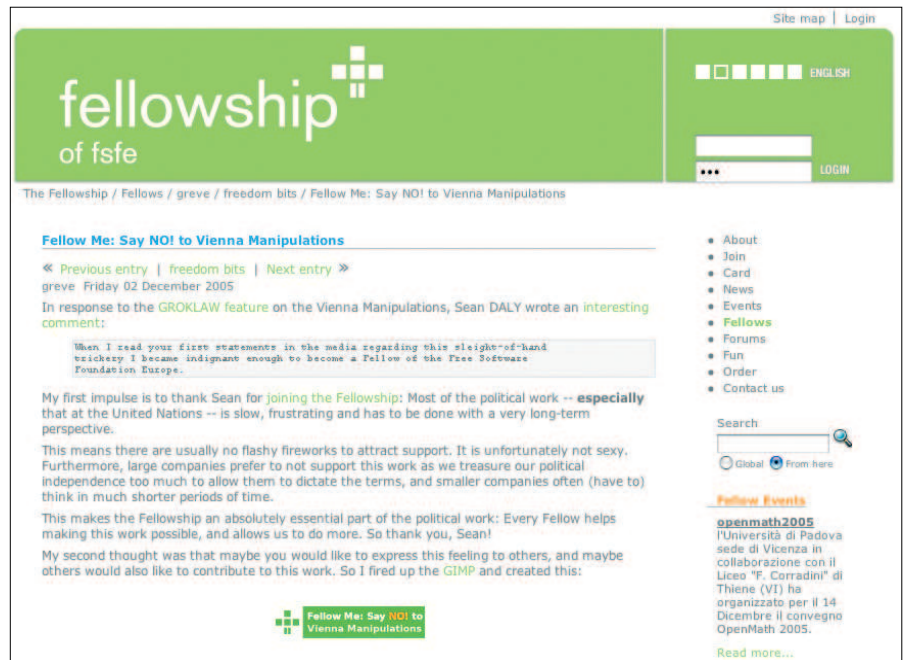 Site map | Login
fellowship
of fsfe
ENGLISH
LOGIN
The Fellowship / Fellows / greve / freedom bits / Fellow Me: Say NO! to Vienna Manipulations
Fellow Me: Say NO! to Vienna Manipulations
« Previous entry | freedom bits | Next entry »
greve Friday 02 December 2005
In response to the GROKLAW feature on the Vienna Manipulations, Sean DALY wrote an interesting
comment:
When I read your first statements in the media regarding this sleight-of-hand
trickery I became indignant enough to become a Fellow of the Free Software
Foundation Europe.
My first impulse is to thank Sean for joining the Fellowship: Most of the political work -- especially
that at the United Nations -- is slow, frustrating and has to be done with a very long-term
perspective.
This means there are usually no flashy fireworks to attract support. It is unfortunately not sexy.
Furthermore, large companies prefer to not support this work as we treasure our political
independence too much to allow them to dictate the terms, and smaller companies often (have to)
think in much shorter periods of time.
This makes the Fellowship an absolutely essential part of the political work: Every Fellow helps
making this work possible, and allows us to do more. So thank you, Sean!
My second thought was that maybe you would like to express this feeling to others, and maybe
others would also like to contribute to this work. So I fired up the GIMP and created this:
Fellow Me: Say NO! to
Vienna Manipulations
About
Join
Card
News
Events
Fellows
Forums
Fun
Order
Contact us
Search
Global From here
Fellow Events
openmath2005
l'Università di Padova
sede di Vicenza in
collaborazione con il
Liceo "F. Corradini" di
Thiene (VI) ha
organizzato per il 14
Dicembre il convegno
OpenMath 2005.
Read more...